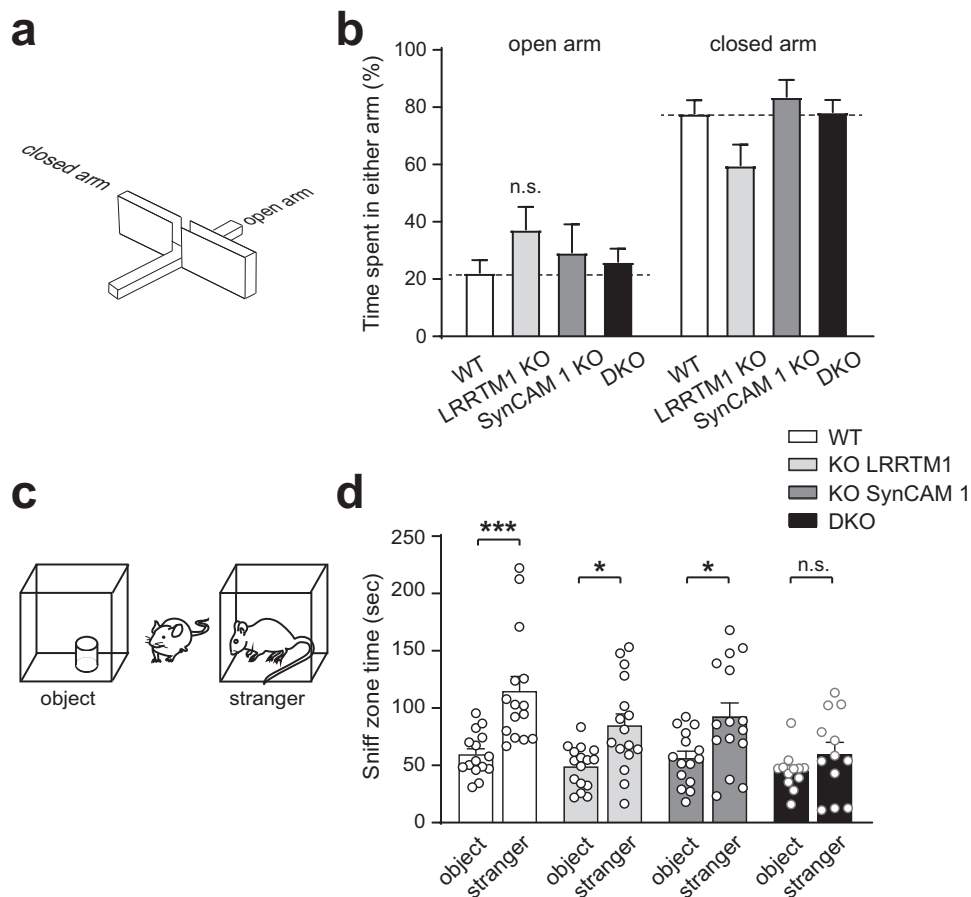 a
closed arm
open arm
b
Time spent in either arm (%)
100
80
60
40
20
0
open arm
closed arm
n.s.
WT
LRRTM1 KO
SynCAM 1 KO
DKO
WT
LRRTM1 KO
SynCAM 1 KO
DKO
WT
KO LRRTM1
KO SynCAM 1
DKO
c
object
stranger
d
Sniff zone time (sec)
250
200
150
100
50
0
***
*
*
n.s.
object
stranger
object
stranger
object
stranger
object
stranger